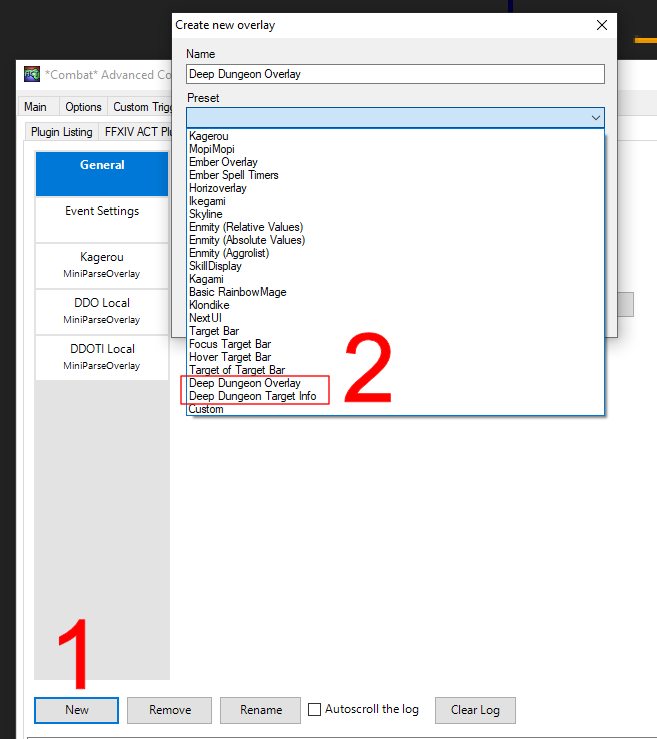 Create new overlay
Name
Deep Dungeon Overlay
Preset
Kagerou
MopiMopi
Ember Overlay
Ember Spell Timers
Horizoverlay
Ikegami
Skyline
Enmity (Relative Values)
Enmity (Absolute Values)
Enmity (Aggrolist)
SkillDisplay
Kagami
Basic RainbowMage
Klondike
NextUI
Target Bar
Focus Target Bar
Hover Target Bar
Target of Target Bar
Deep Dungeon Overlay
Deep Dungeon Target Info
Custom
2
*Combat* Advanced Co
Main Options Custom Trigg
Plugin Listing FFXIV ACT Plu
General
Event Settings
Kagerou
MiniParseOverlay
DDO Local
MiniParseOverlay
DDOTI Local
MiniParseOverlay
1
New Remove Rename Autoscroll the log Clear Log